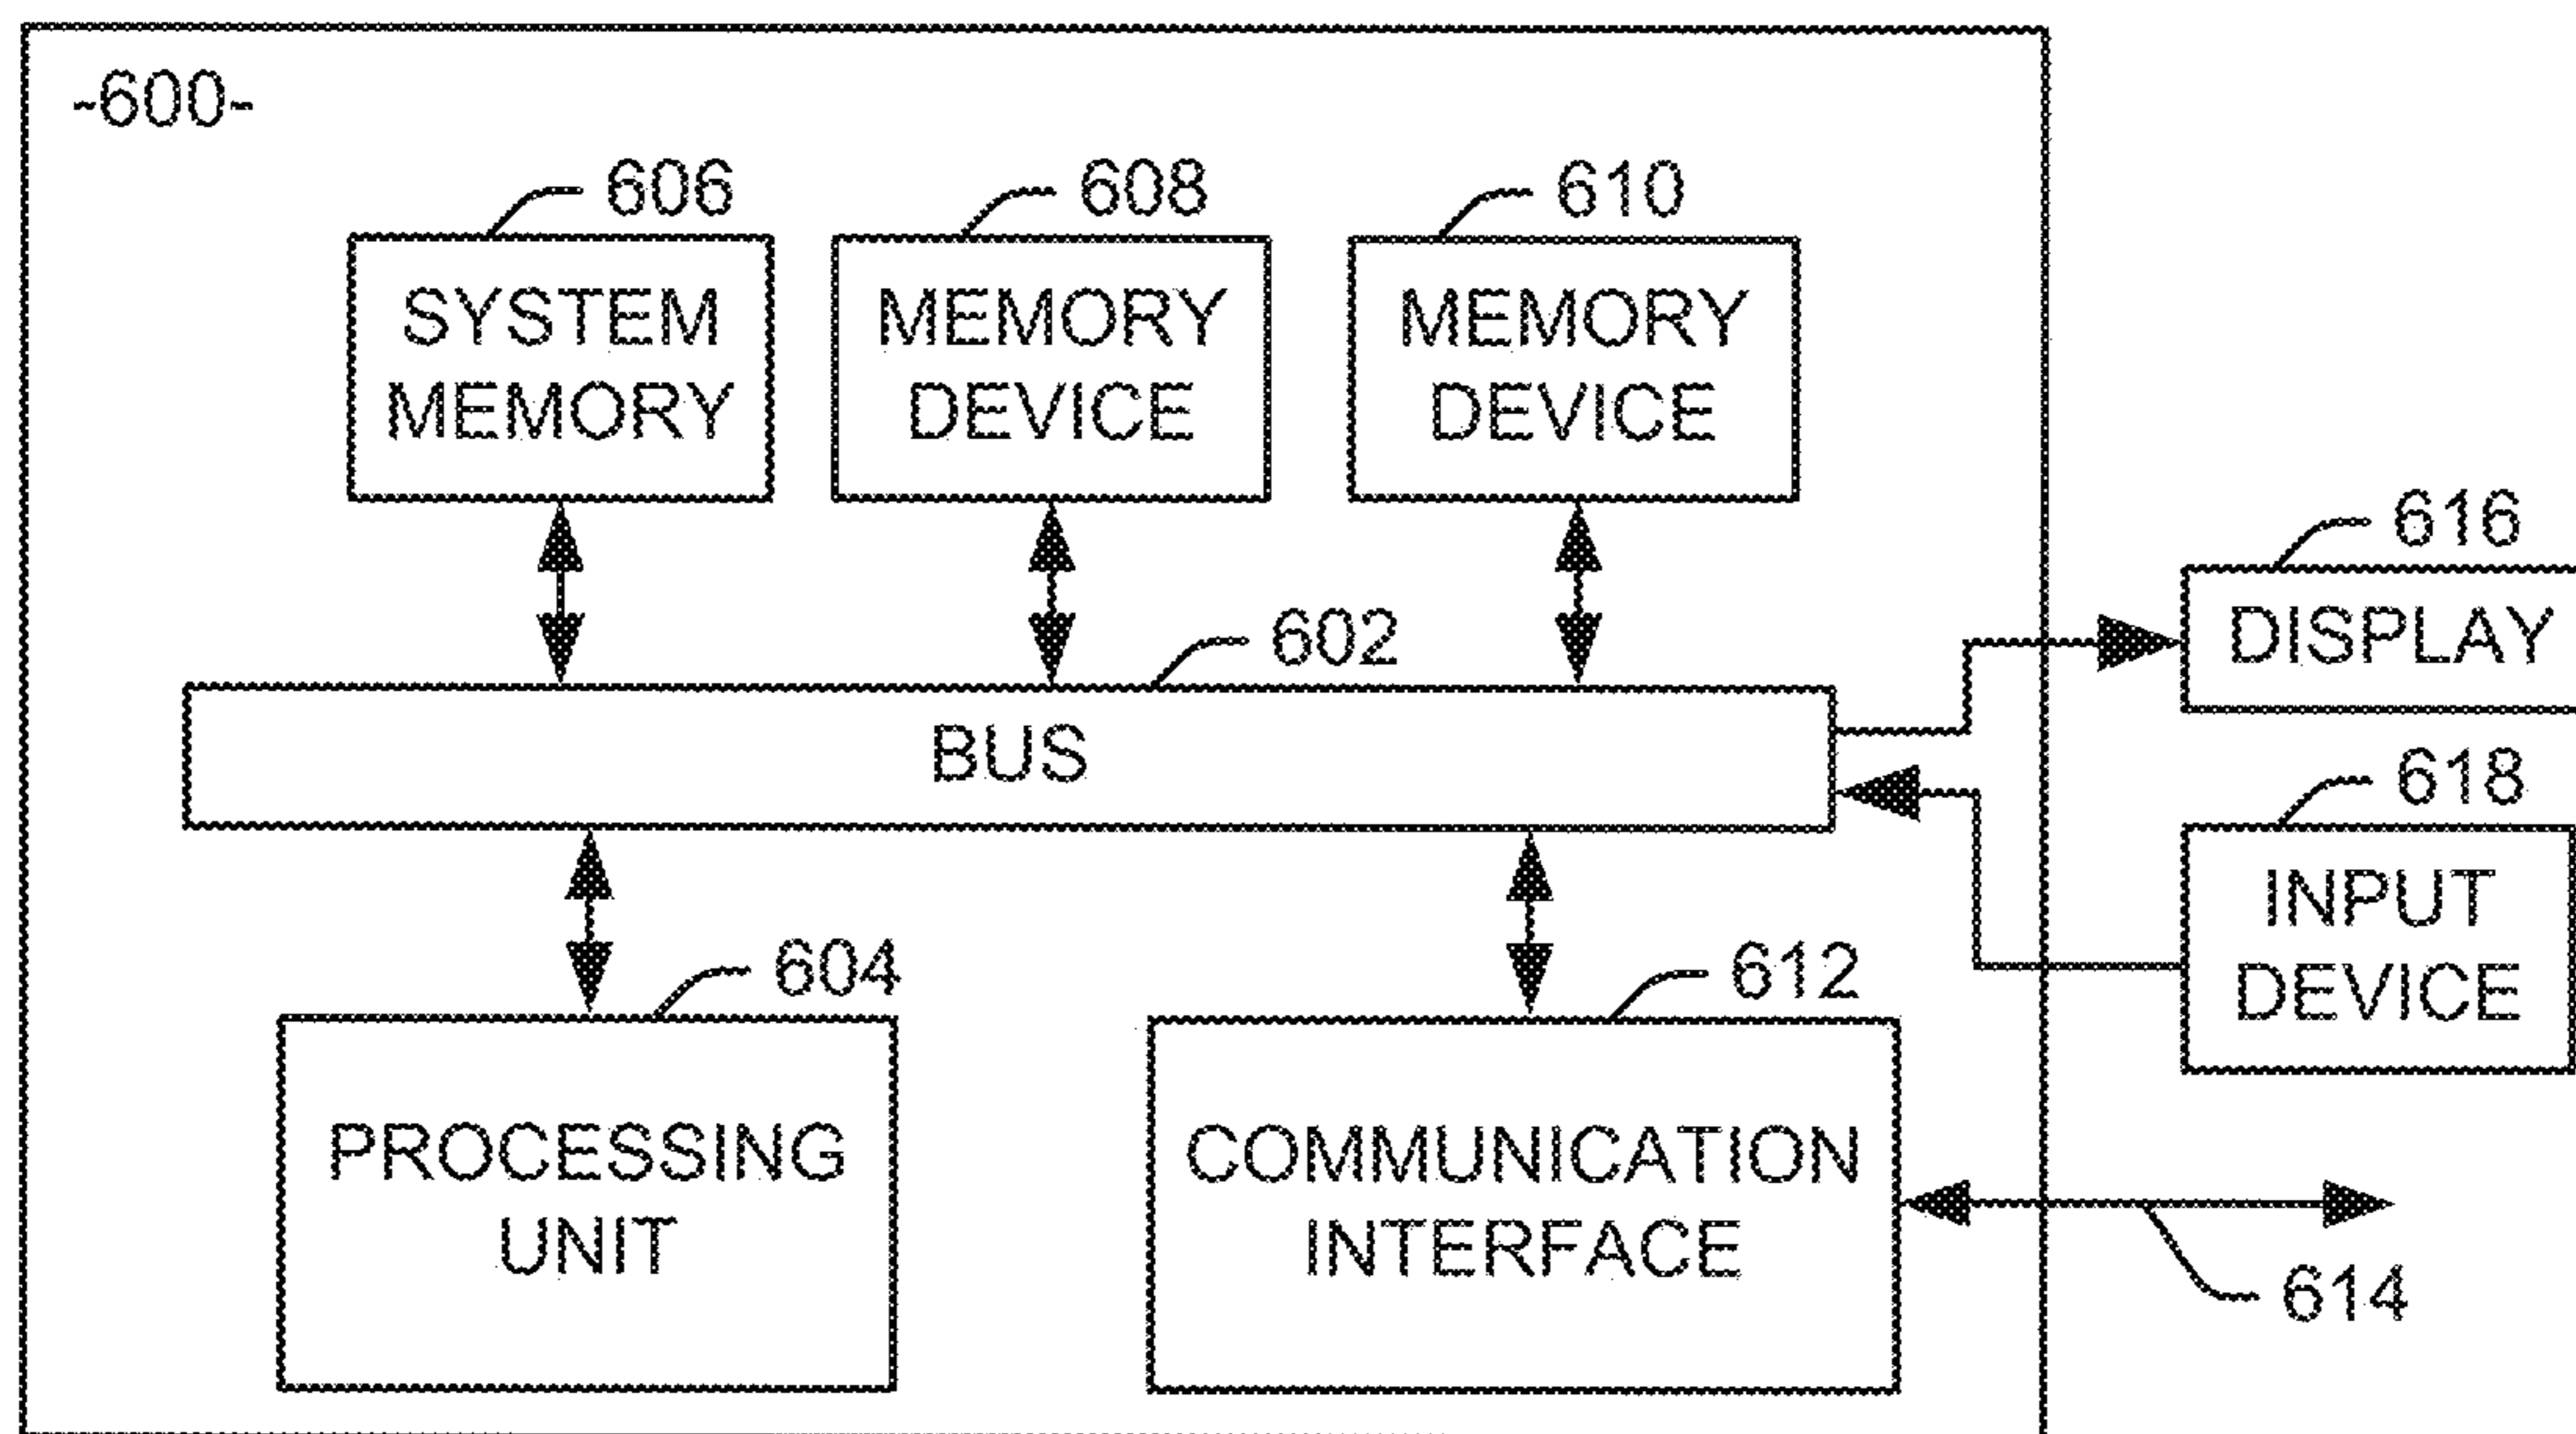 -600-
606
608
610
SYSTEM
MEMORY
MEMORY
DEVICE
MEMORY
DEVICE
616
DISPLAY
602
BUS
618
INPUT
DEVICE
604
612
PROCESSING
UNIT
COMMUNICATION
INTERFACE
614